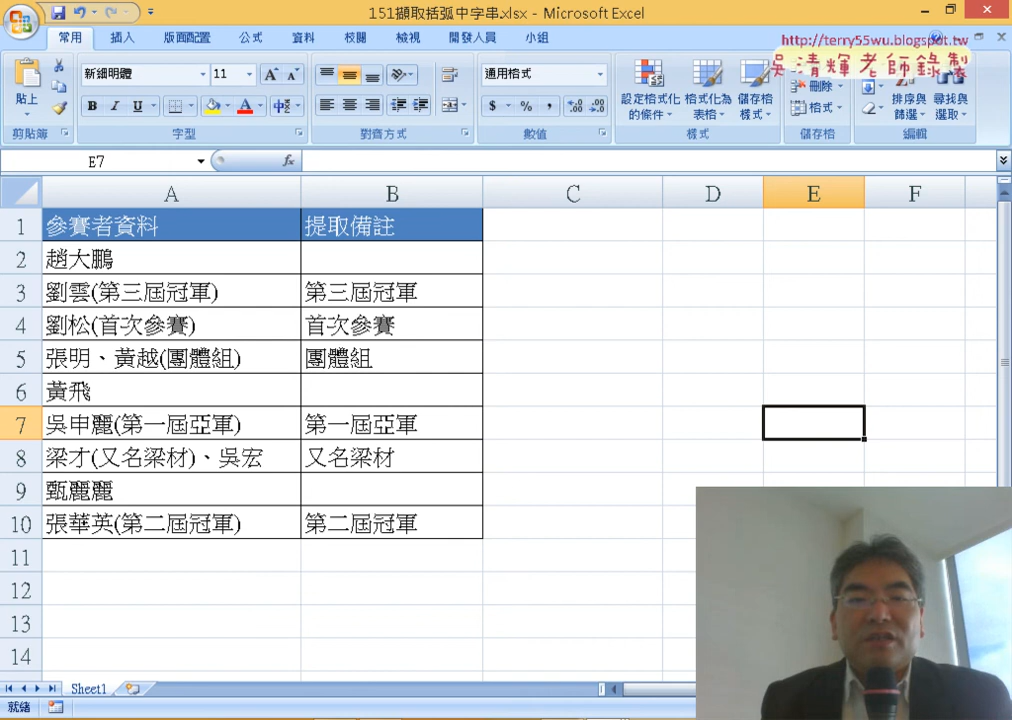 151擷取括弧中字串.xlsx - Microsoft Excel
常用 插入 版面配置 公式 資料 校閱 檢視 開發人員 小組
http://terry55wu.blogspot.tw
吳清輝老師錄製
貼上
新細明體 11
B I U
中
通用格式
$ % ,
設定格式化的條件
格式化為表格
儲存格樣式
刪除
格式
排序與篩選
尋找與選取
剪貼簿 字型 對齊方式 數值 樣式 儲存格 編輯
E7 fx
A B C D E F
1 參賽者資料 提取備註
2 趙大鵬
3 劉雲(第三屆冠軍) 第三屆冠軍
4 劉松(首次參賽) 首次參賽
5 張明、黃越(團體組) 團體組
6 黃飛
7 吳申麗(第一屆亞軍) 第一屆亞軍
8 梁才(又名梁材)、吳宏 又名梁材
9 甄麗麗
10 張華英(第二屆冠軍) 第二屆冠軍
11
12
13
14
Sheet1
就緒